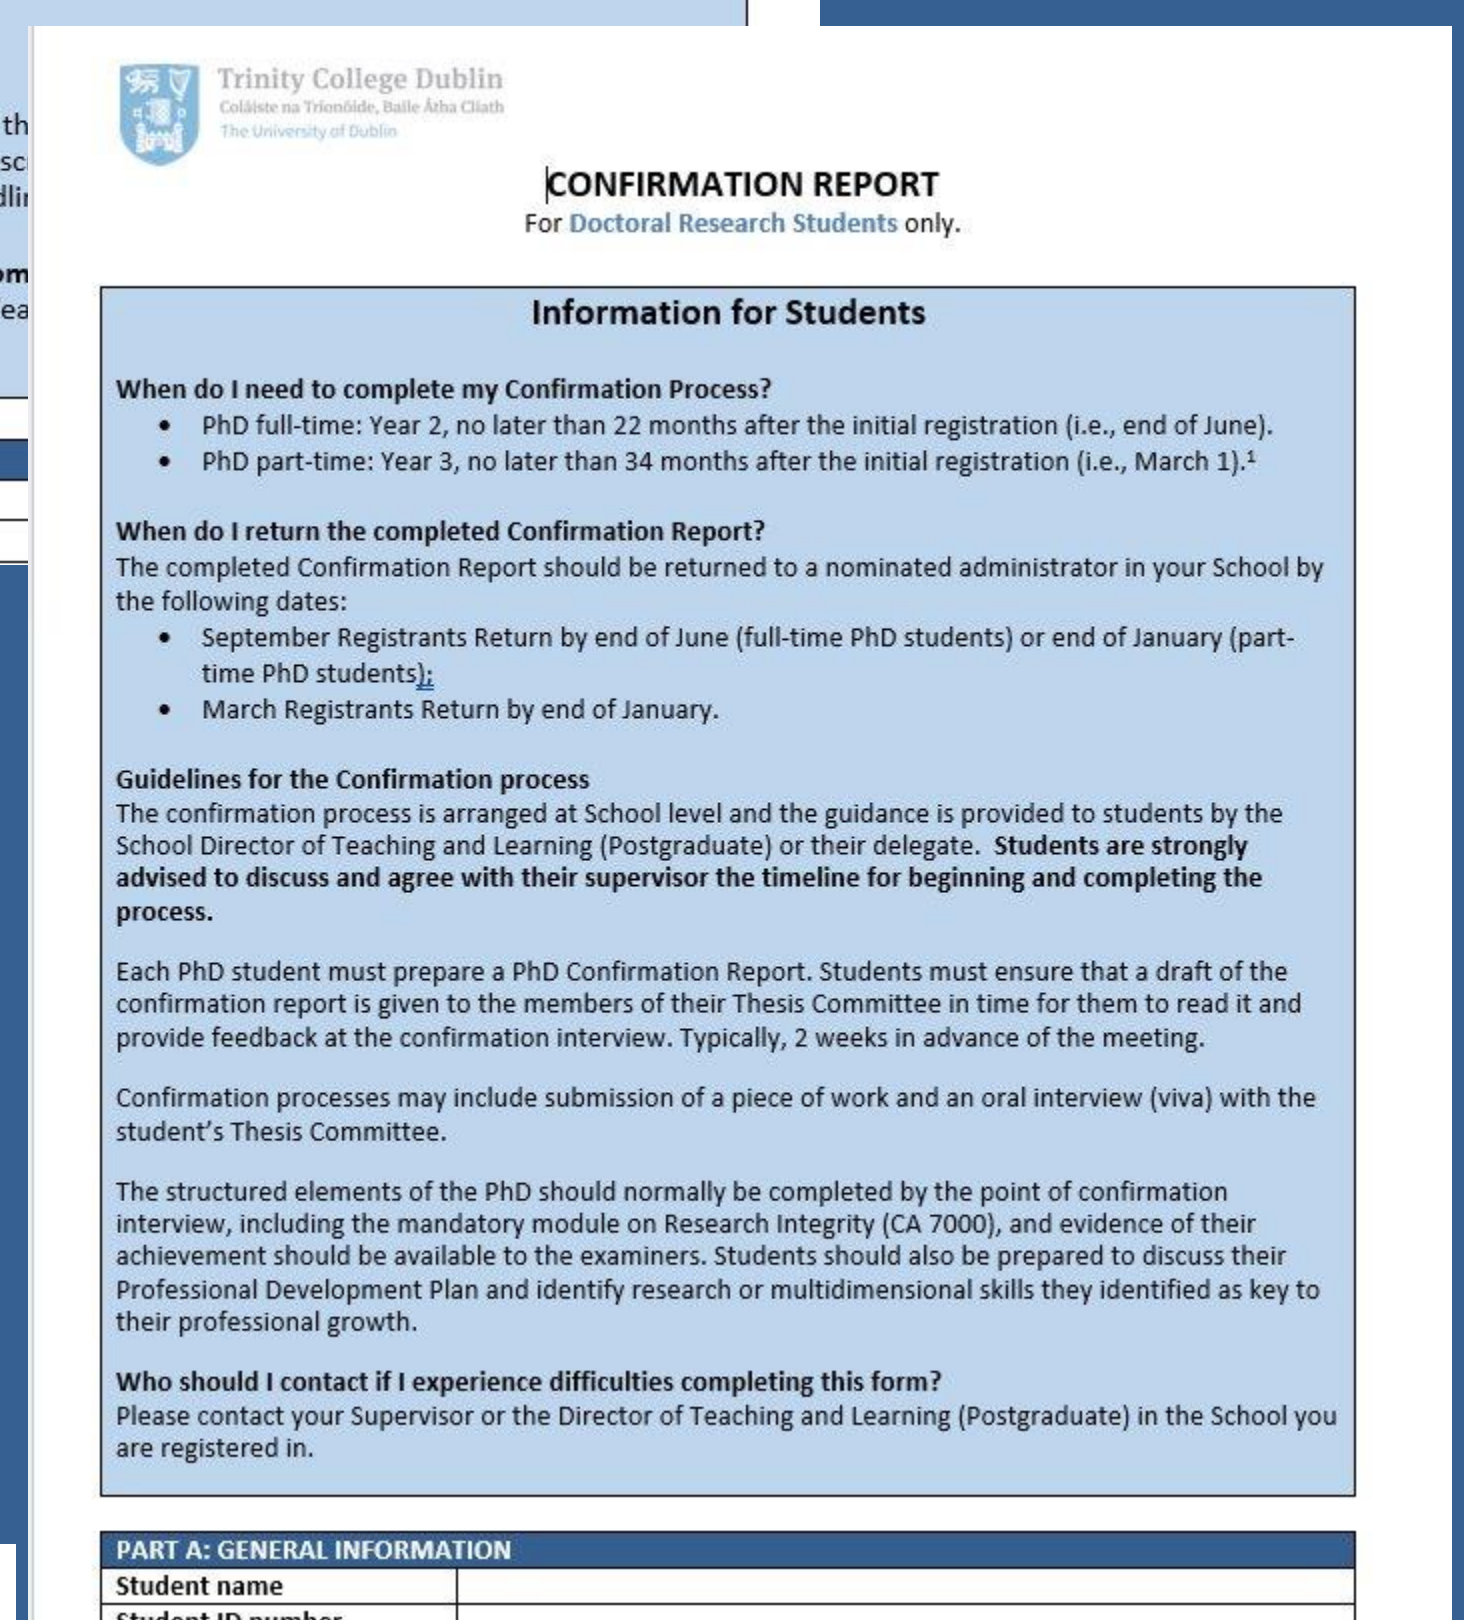 th
sc
dlin
om
ea
Trinity College Dublin
Coláiste na Tríonóide, Baile Átha Cliath
The University of Dublin
CONFIRMATION REPORT
For Doctoral Research Students only.
Information for Students
When do I need to complete my Confirmation Process?
• PhD full-time: Year 2, no later than 22 months after the initial registration (i.e., end of June).
• PhD part-time: Year 3, no later than 34 months after the initial registration (i.e., March 1).¹
When do I return the completed Confirmation Report?
The completed Confirmation Report should be returned to a nominated administrator in your School by
the following dates:
• September Registrants Return by end of June (full-time PhD students) or end of January (part-
time PhD students);
• March Registrants Return by end of January.
Guidelines for the Confirmation process
The confirmation process is arranged at School level and the guidance is provided to students by the
School Director of Teaching and Learning (Postgraduate) or their delegate. Students are strongly
advised to discuss and agree with their supervisor the timeline for beginning and completing the
process.
Each PhD student must prepare a PhD Confirmation Report. Students must ensure that a draft of the
confirmation report is given to the members of their Thesis Committee in time for them to read it and
provide feedback at the confirmation interview. Typically, 2 weeks in advance of the meeting.
Confirmation processes may include submission of a piece of work and an oral interview (viva) with the
student's Thesis Committee.
The structured elements of the PhD should normally be completed by the point of confirmation
interview, including the mandatory module on Research Integrity (CA 7000), and evidence of their
achievement should be available to the examiners. Students should also be prepared to discuss their
Professional Development Plan and identify research or multidimensional skills they identified as key to
their professional growth.
Who should I contact if I experience difficulties completing this form?
Please contact your Supervisor or the Director of Teaching and Learning (Postgraduate) in the School you
are registered in.
PART A: GENERAL INFORMATION
Student name
Student ID number